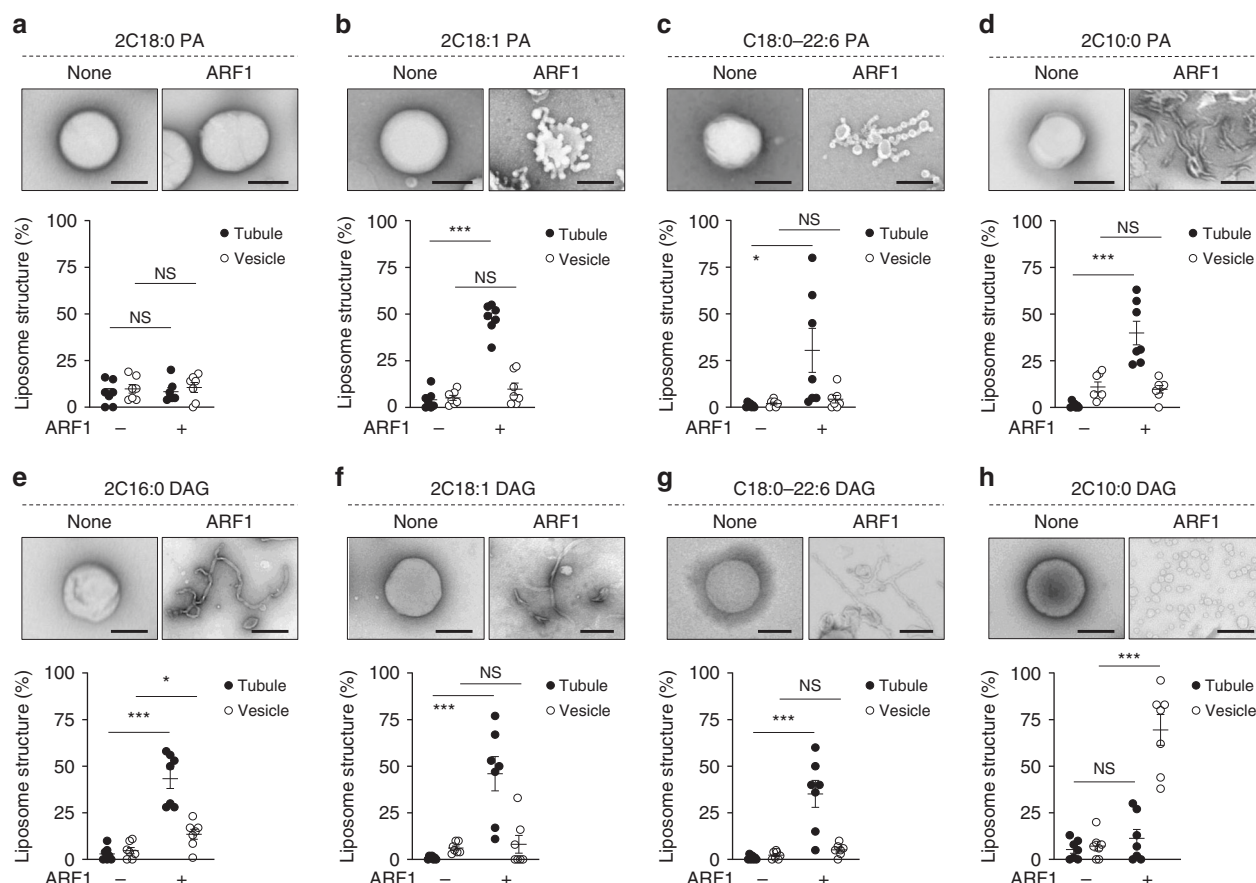 a
2C18:0 PA
None ARF1
Liposome structure (%)
100
75
50
25
0
NS
NS
Tubule
Vesicle
ARF1 – +
b
2C18:1 PA
None ARF1
Liposome structure (%)
100
75
50
25
0
***
NS
Tubule
Vesicle
ARF1 – +
c
C18:0–22:6 PA
None ARF1
Liposome structure (%)
100
75
50
25
0
NS
*
Tubule
Vesicle
ARF1 – +
d
2C10:0 PA
None ARF1
Liposome structure (%)
100
75
50
25
0
NS
***
Tubule
Vesicle
ARF1 – +
e
2C16:0 DAG
None ARF1
Liposome structure (%)
100
75
50
25
0
*
***
Tubule
Vesicle
ARF1 – +
f
2C18:1 DAG
None ARF1
Liposome structure (%)
100
75
50
25
0
NS
***
Tubule
Vesicle
ARF1 – +
g
C18:0–22:6 DAG
None ARF1
Liposome structure (%)
100
75
50
25
0
NS
***
Tubule
Vesicle
ARF1 – +
h
2C10:0 DAG
None ARF1
Liposome structure (%)
100
75
50
25
0
***
NS
Tubule
Vesicle
ARF1 – +